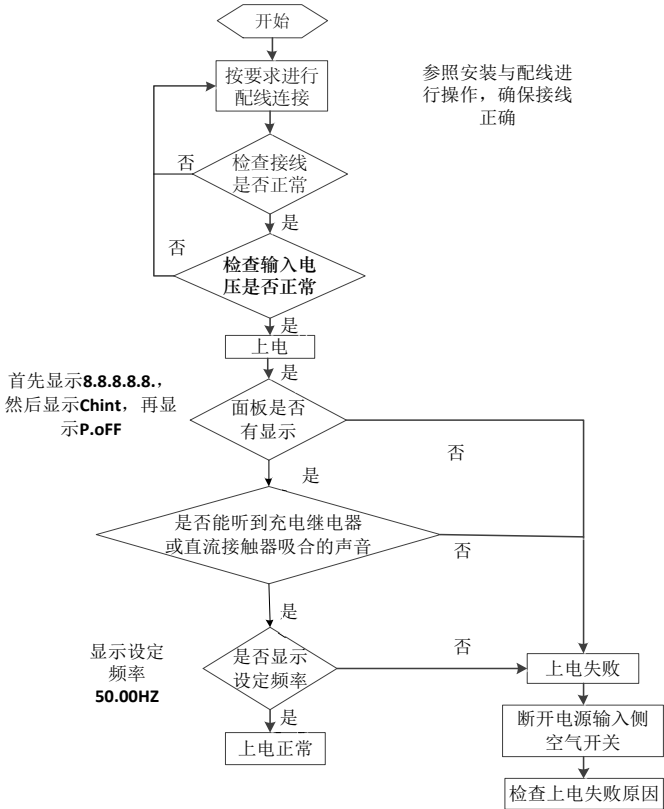 开始
按要求进行
配线连接
参照安装与配线进
行操作，确保接线
正确
否
检查接线
是否正常
是
否
检查输入电
压是否正常
是
上电
是
首先显示8.8.8.8.8.，
然后显示Chint，再显
示P.oFF
面板是否
有显示
否
是
是否能听到充电继电器
或直流接触器吸合的声音
否
是
显示设定
频率
50.00HZ
是否显示
设定频率
否
上电失败
是
上电正常
断开电源输入侧
空气开关
检查上电失败原因